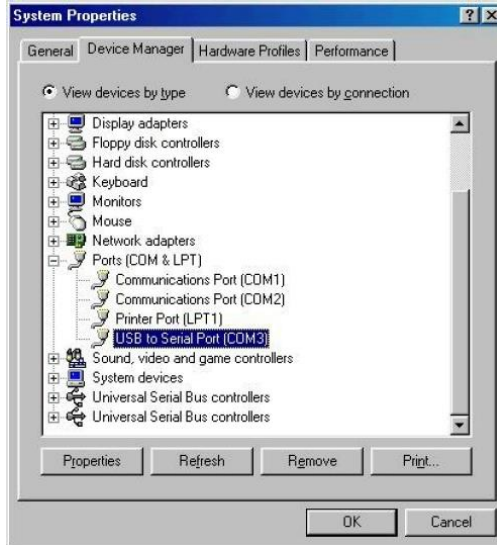 System Properties
General Device Manager Hardware Profiles Performance
View devices by type View devices by connection
Display adapters
Floppy disk controllers
Hard disk controllers
Keyboard
Monitors
Mouse
Network adapters
Ports (COM & LPT)
Communications Port (COM1)
Communications Port (COM2)
Printer Port (LPT1)
USB to Serial Port (COM3)
Sound, video and game controllers
System devices
Universal Serial Bus controllers
Universal Serial Bus controllers
Properties Refresh Remove Print...
OK Cancel